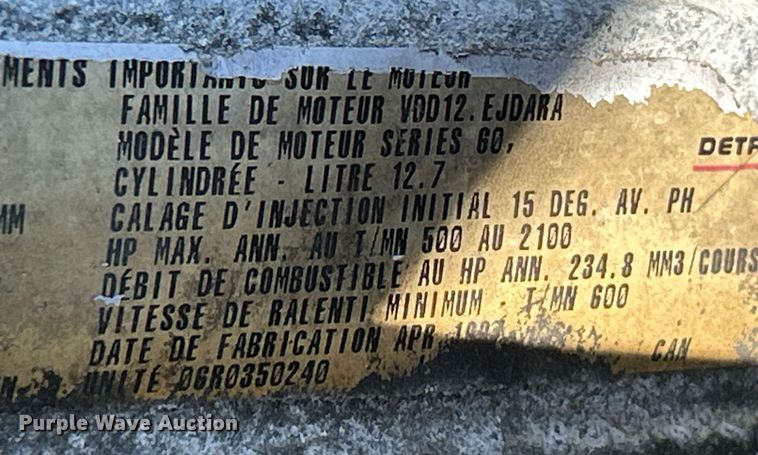 MENTS IMPORTANTS SUR LE MOTEUR
FAMILLE DE MOTEUR VDD12.EJDARA
MODÈLE DE MOTEUR SERIES 60,
DETR
CYLINDRÉE - LITRE 12.7
MM
CALAGE D'INJECTION INITIAL 15 DEG. AV. PH
HP MAX. ANN. AU T/MN 500 AU 2100
DÉBIT DE COMBUSTIBLE AU HP ANN. 234.8 MM3/COURS
VITESSE DE RALENTI MINIMUM - T/MN 600
DATE DE FABRICATION APR
CAN
N UNITÉ 06R0350240
Purple Wave Auction